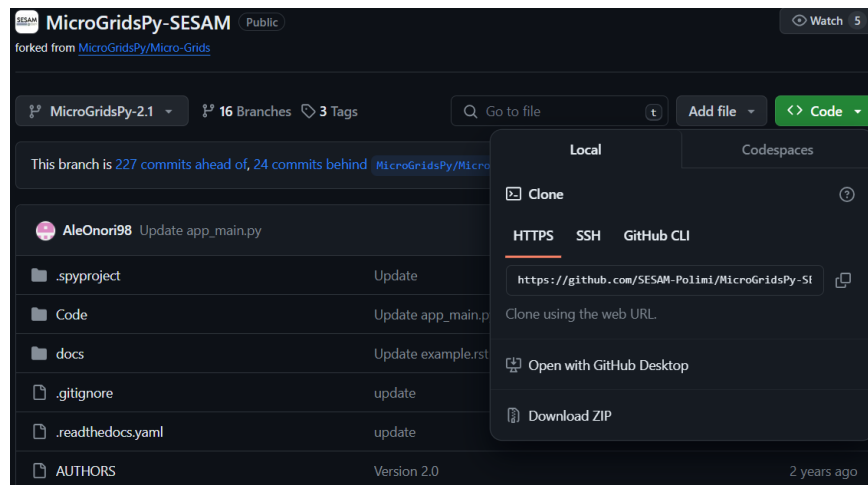 SESAM
MicroGridsPy-SESAM Public
Watch 5
forked from MicroGridsPy/Micro-Grids
MicroGridsPy-2.1
16 Branches
3 Tags
Go to file t
Add file
<> Code
This branch is 227 commits ahead of, 24 commits behind MicroGridsPy/Micro
Local
Codespaces
Clone
HTTPS SSH GitHub CLI
https://github.com/SESAM-Polimi/MicroGridsPy-SE
Clone using the web URL.
Open with GitHub Desktop
Download ZIP
AleOnori98 Update app_main.py
.spyproject Update
Code Update app_main.p
docs Update example.rst
.gitignore update
.readthedocs.yaml update
AUTHORS Version 2.0 2 years ago